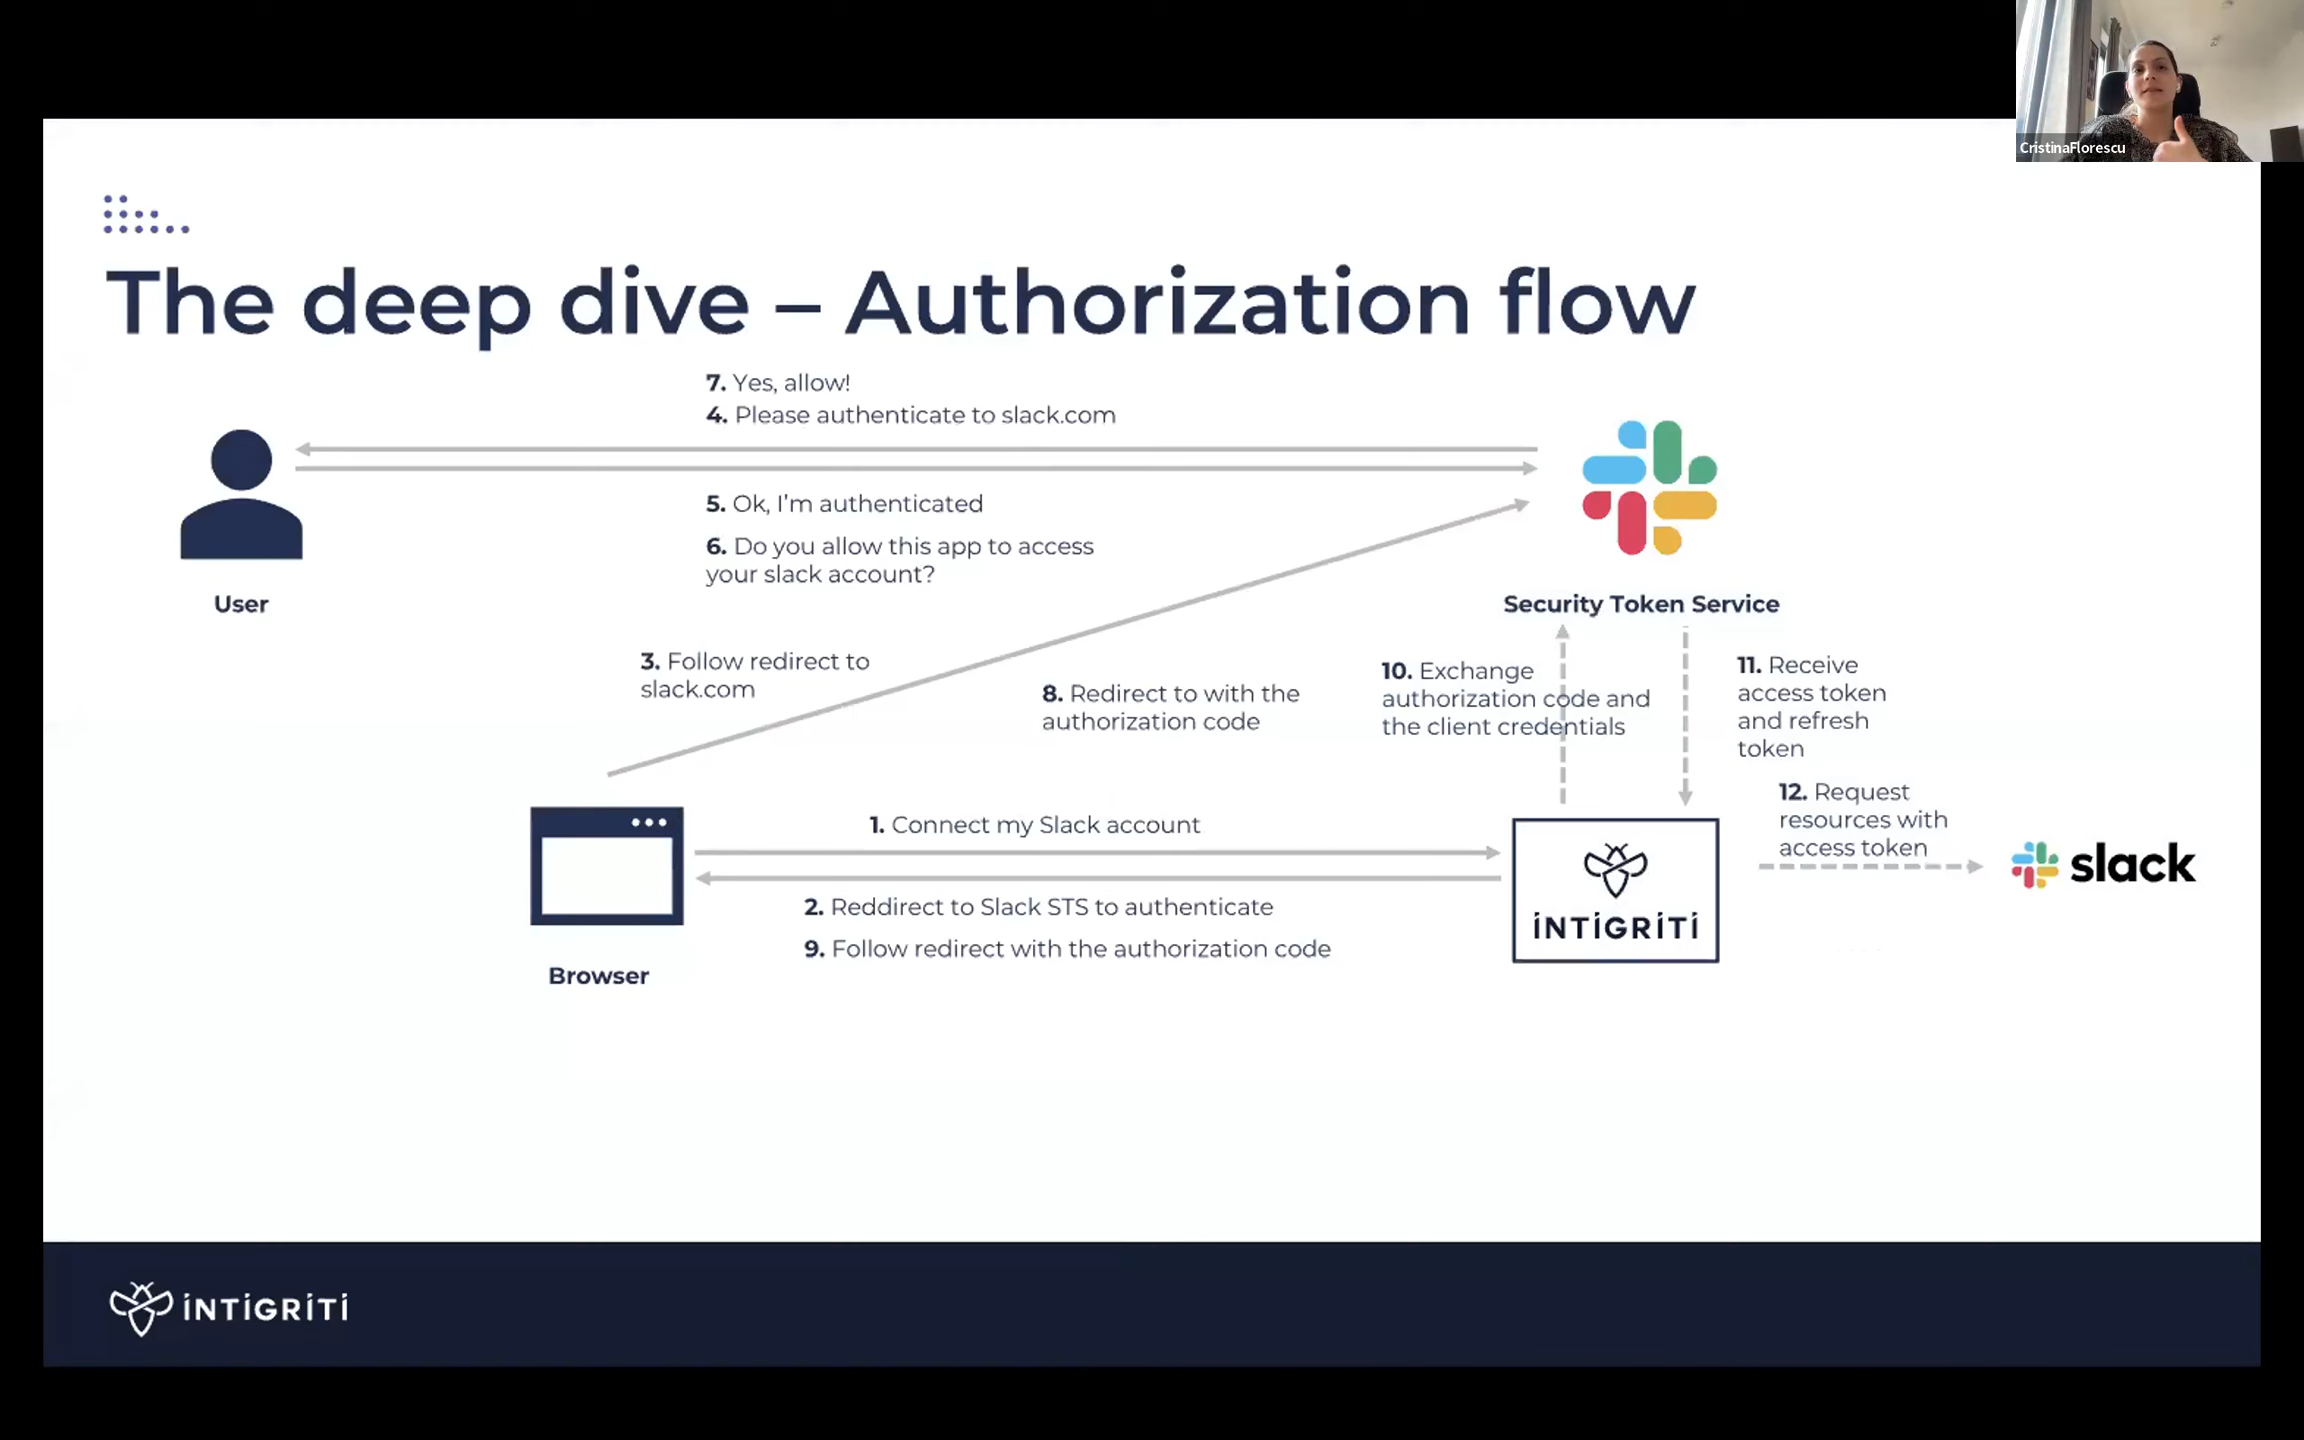 CristinaFlorescu
The deep dive – Authorization flow
7. Yes, allow!
4. Please authenticate to slack.com
5. Ok, I'm authenticated
6. Do you allow this app to access
your slack account?
User
Security Token Service
3. Follow redirect to
slack.com
8. Redirect to with the
authorization code
10. Exchange
authorization code and
the client credentials
11. Receive
access token
and refresh
token
12. Request
resources with
access token
slack
1. Connect my Slack account
2. Reddirect to Slack STS to authenticate
9. Follow redirect with the authorization code
INTIGRITI
Browser
INTIGRITI